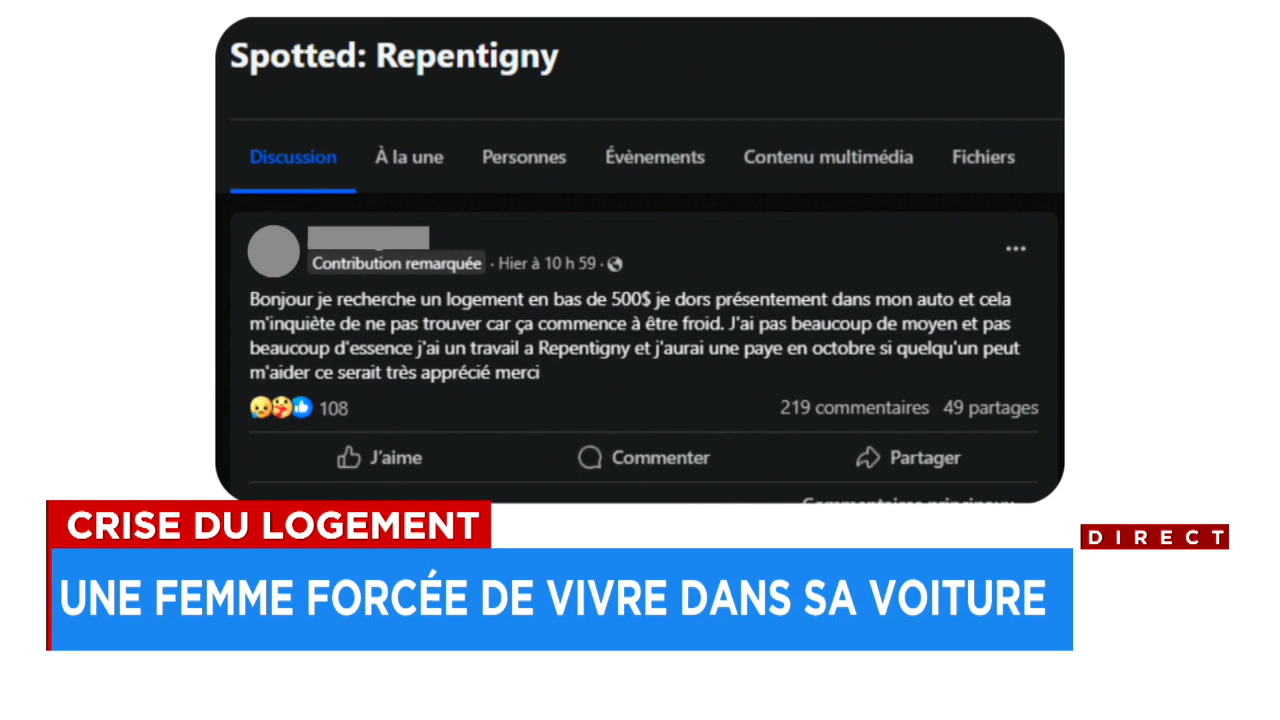 Spotted: Repentigny
Discussion À la une Personnes Évènements Contenu multimédia Fichiers
Contribution remarquée · Hier à 10 h 59 ·
Bonjour je recherche un logement en bas de 500$ je dors présentement dans mon auto et cela
m'inquiète de ne pas trouver car ça commence à être froid. J'ai pas beaucoup de moyen et pas
beaucoup d'essence j'ai un travail a Repentigny et j'aurai une paye en octobre si quelqu'un peut
m'aider ce serait très apprécié merci
108 219 commentaires 49 partages
J'aime Commenter Partager
CRISE DU LOGEMENT
DIRECT
UNE FEMME FORCÉE DE VIVRE DANS SA VOITURE